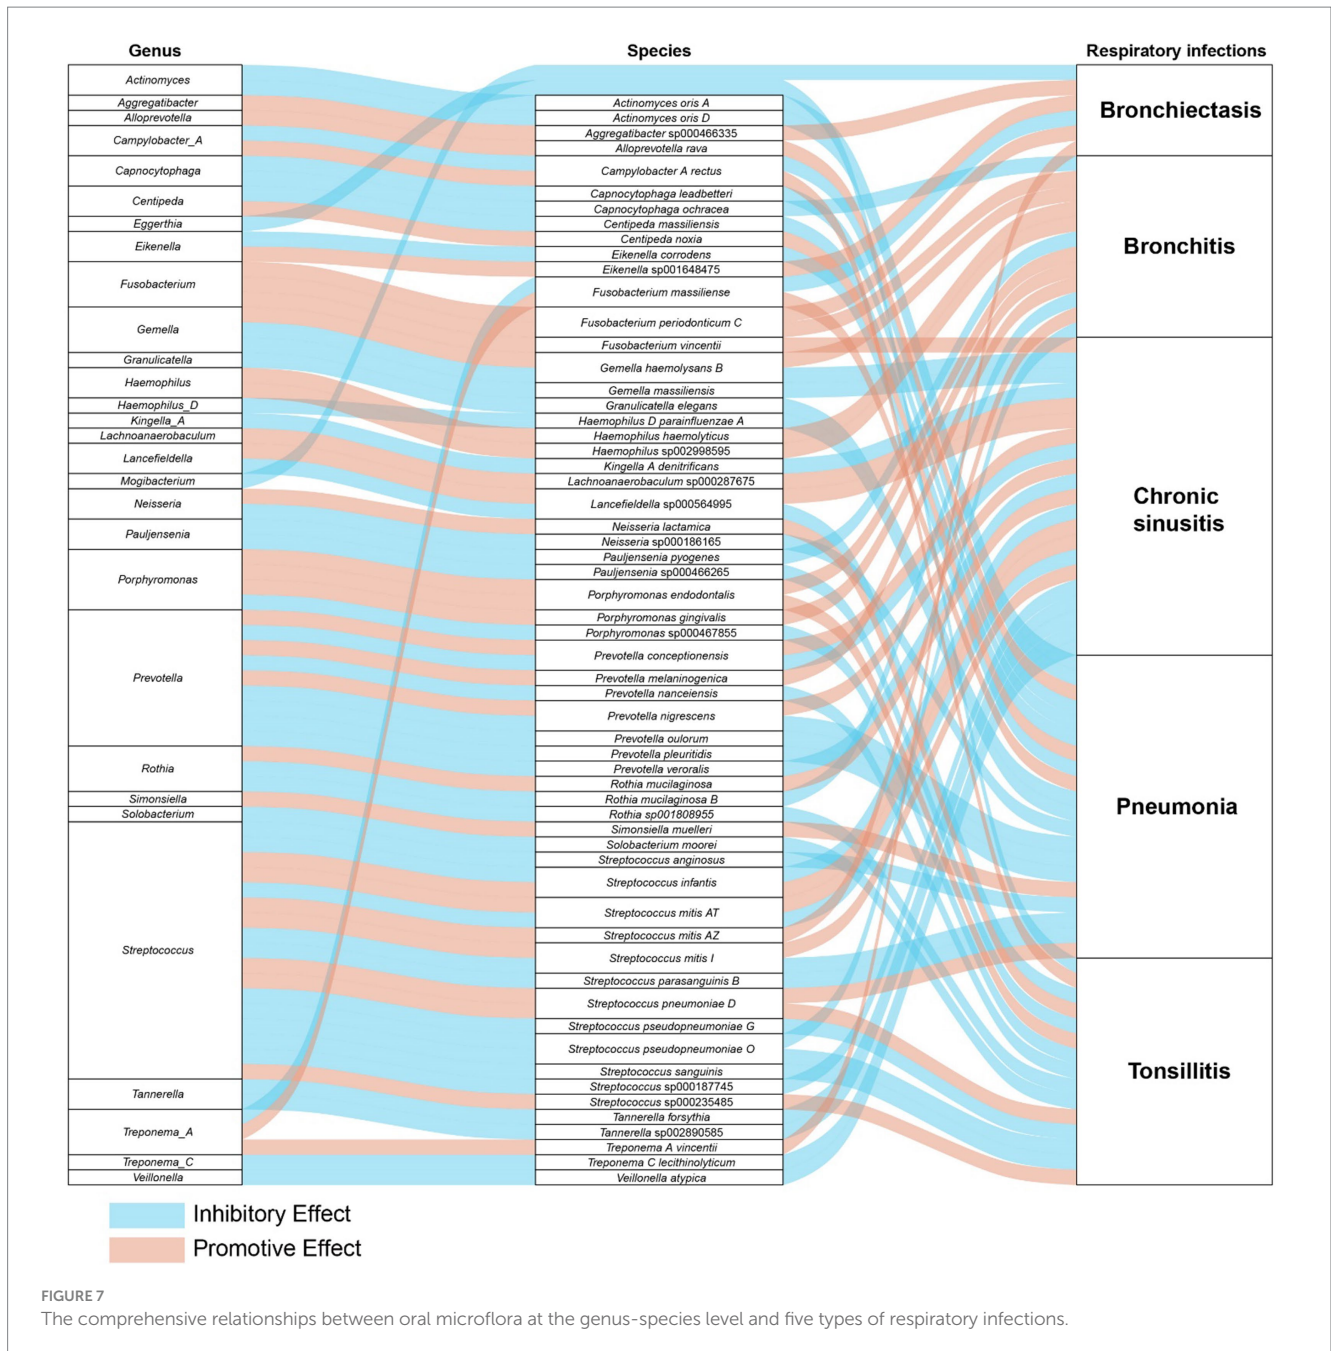 Genus
Species
Respiratory infections
Actinomyces
Aggregatibacter
Alloprevotella
Campylobacter_A
Capnocytophaga
Centipeda
Eggerthia
Eikenella
Fusobacterium
Gemella
Granulicatella
Haemophilus
Haemophilus_D
Kingella_A
Lachnoanaerobaculum
Lancefieldella
Mogibacterium
Neisseria
Pauljensenia
Porphyromonas
Prevotella
Rothia
Simonsiella
Solobacterium
Streptococcus
Tannerella
Treponema_A
Treponema_C
Veillonella
Actinomyces oris A
Actinomyces oris D
Aggregatibacter sp000466335
Alloprevotella rava
Campylobacter A rectus
Capnocytophaga leadbetteri
Capnocytophaga ochracea
Centipeda massiliensis
Centipeda noxia
Eikenella corrodens
Eikenella sp001648475
Fusobacterium massiliense
Fusobacterium periodonticum C
Fusobacterium vincentii
Gemella haemolysans B
Gemella massiliensis
Granulicatella elegans
Haemophilus D parainfluenzae A
Haemophilus haemolyticus
Haemophilus sp002998595
Kingella A denitrificans
Lachnoanaerobaculum sp000287675
Lancefieldella sp000564995
Neisseria lactamica
Neisseria sp000186165
Pauljensenia pyogenes
Pauljensenia sp000466265
Porphyromonas endodontalis
Porphyromonas gingivalis
Porphyromonas sp000467855
Prevotella conceptionensis
Prevotella melaninogenica
Prevotella nanceiensis
Prevotella nigrescens
Prevotella oulorum
Prevotella pleuritidis
Prevotella veroralis
Rothia mucilaginosa
Rothia mucilaginosa B
Rothia sp001808955
Simonsiella muelleri
Solobacterium moorei
Streptococcus anginosus
Streptococcus infantis
Streptococcus mitis AT
Streptococcus mitis AZ
Streptococcus mitis I
Streptococcus parasanguinis B
Streptococcus pneumoniae D
Streptococcus pseudopneumoniae G
Streptococcus pseudopneumoniae O
Streptococcus sanguinis
Streptococcus sp000187745
Streptococcus sp000235485
Tannerella forsythia
Tannerella sp002890585
Treponema A vincentii
Treponema C lecithinolyticum
Veillonella atypica
Bronchiectasis
Bronchitis
Chronic
sinusitis
Pneumonia
Tonsillitis
Inhibitory Effect
Promotive Effect
FIGURE 7
The comprehensive relationships between oral microflora at the genus-species level and five types of respiratory infections.